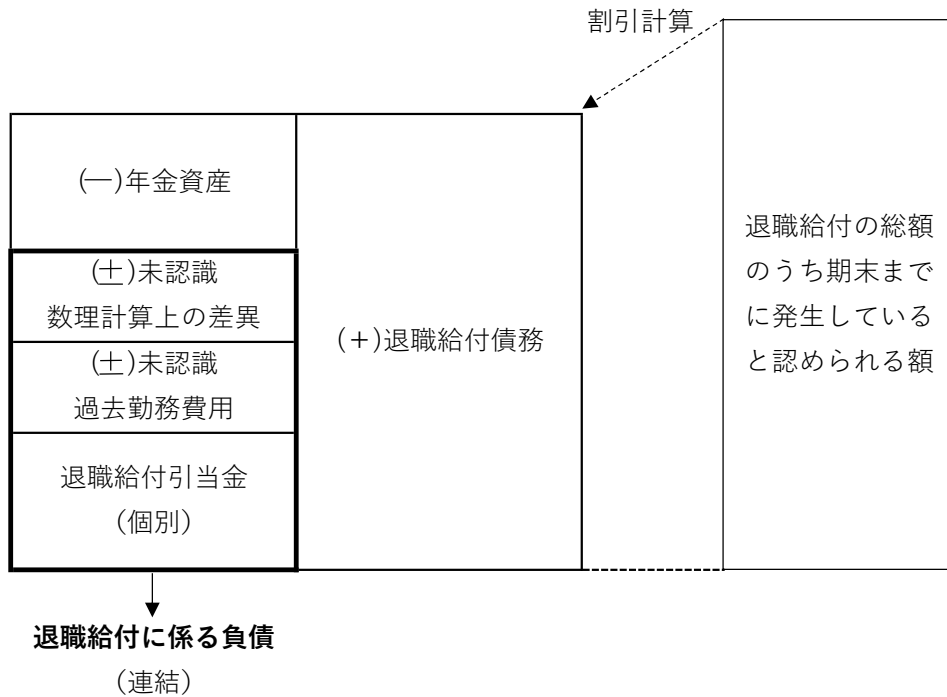 割引計算
(―)年金資産
(±)未認識
数理計算上の差異
(±)未認識
過去勤務費用
退職給付引当金
(個別)
(+)退職給付債務
退職給付の総額
のうち期末まで
に発生している
と認められる額
退職給付に係る負債
(連結)